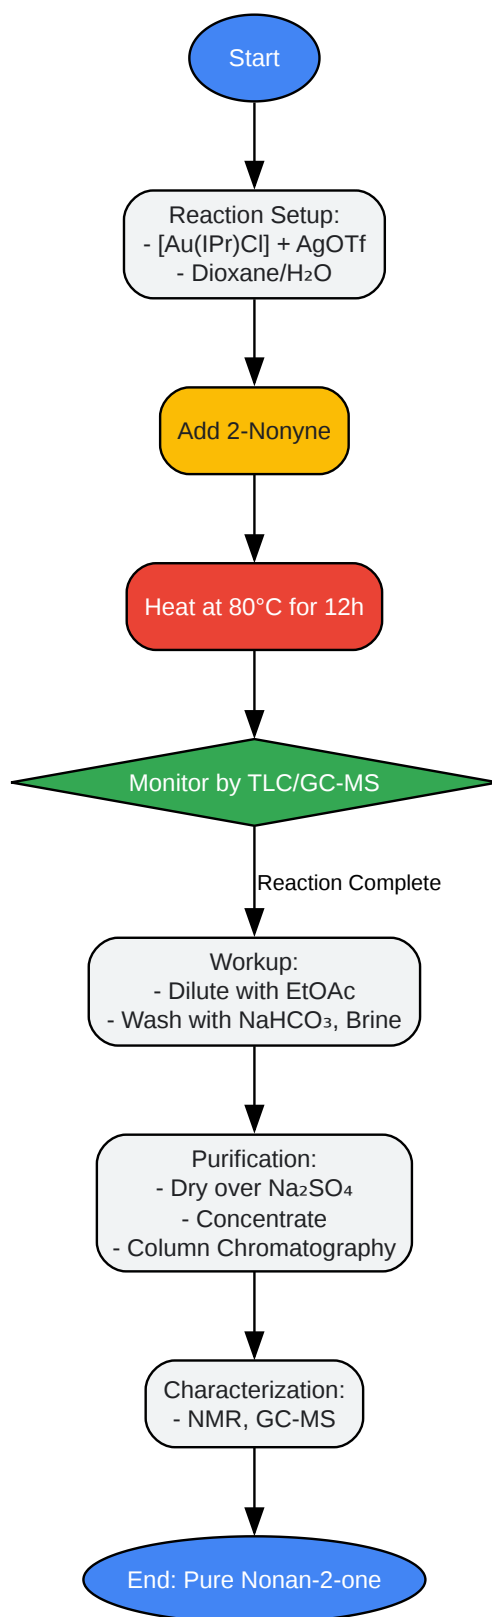 Start
Reaction Setup:
- [Au(IPr)Cl] + AgOTf
- Dioxane/H₂O
Add 2-Nonyne
Heat at 80°C for 12h
Monitor by TLC/GC-MS
Reaction Complete
Workup:
- Dilute with EtOAc
- Wash with NaHCO₃, Brine
Purification:
- Dry over Na₂SO₄
- Concentrate
- Column Chromatography
Characterization:
- NMR, GC-MS
End: Pure Nonan-2-one